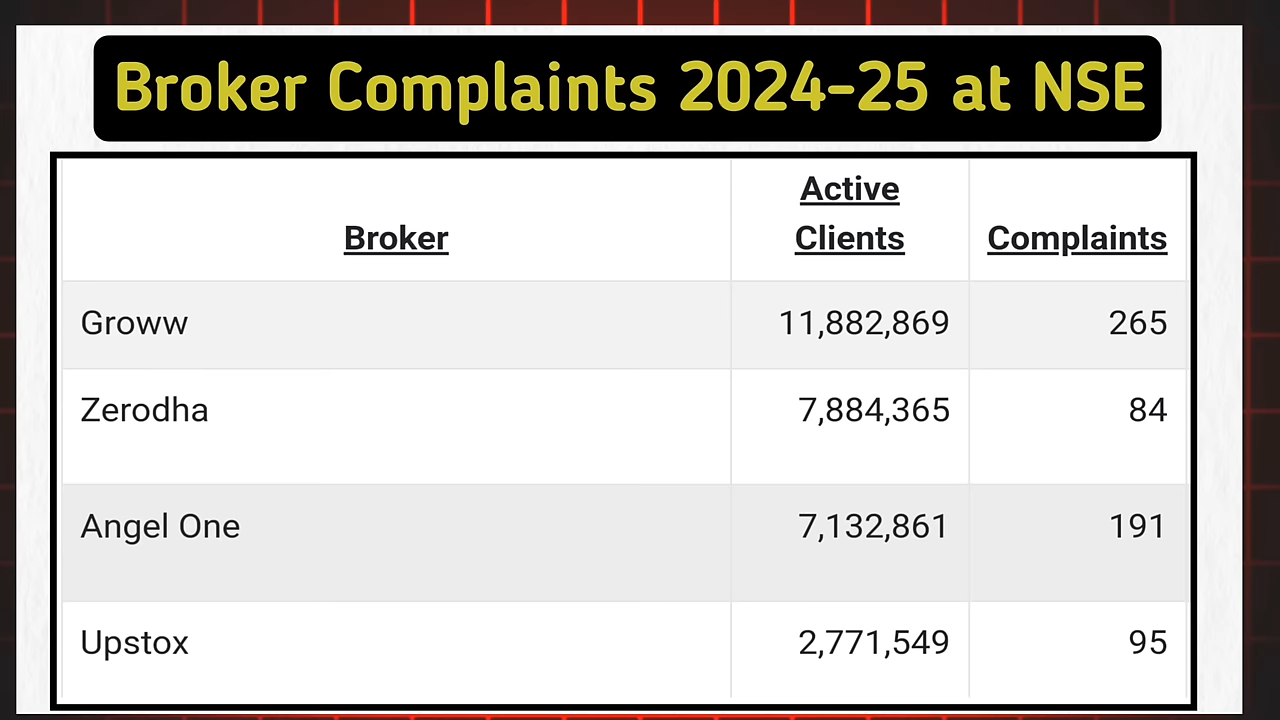 Broker Complaints 2024-25 at NSE
Broker Active Clients Complaints
Groww 11,882,869 265
Zerodha 7,884,365 84
Angel One 7,132,861 191
Upstox 2,771,549 95